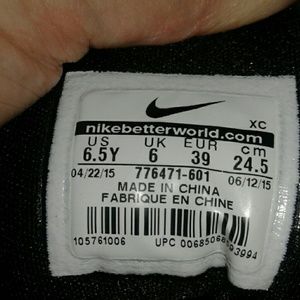 XC
nikebetterworld.com
US UK EUR cm
6.5Y 6 39 24.5
04/22/15 776471-601 06/12/15
MADE IN CHINA
FABRIQUE EN CHINE
105761006 UPC